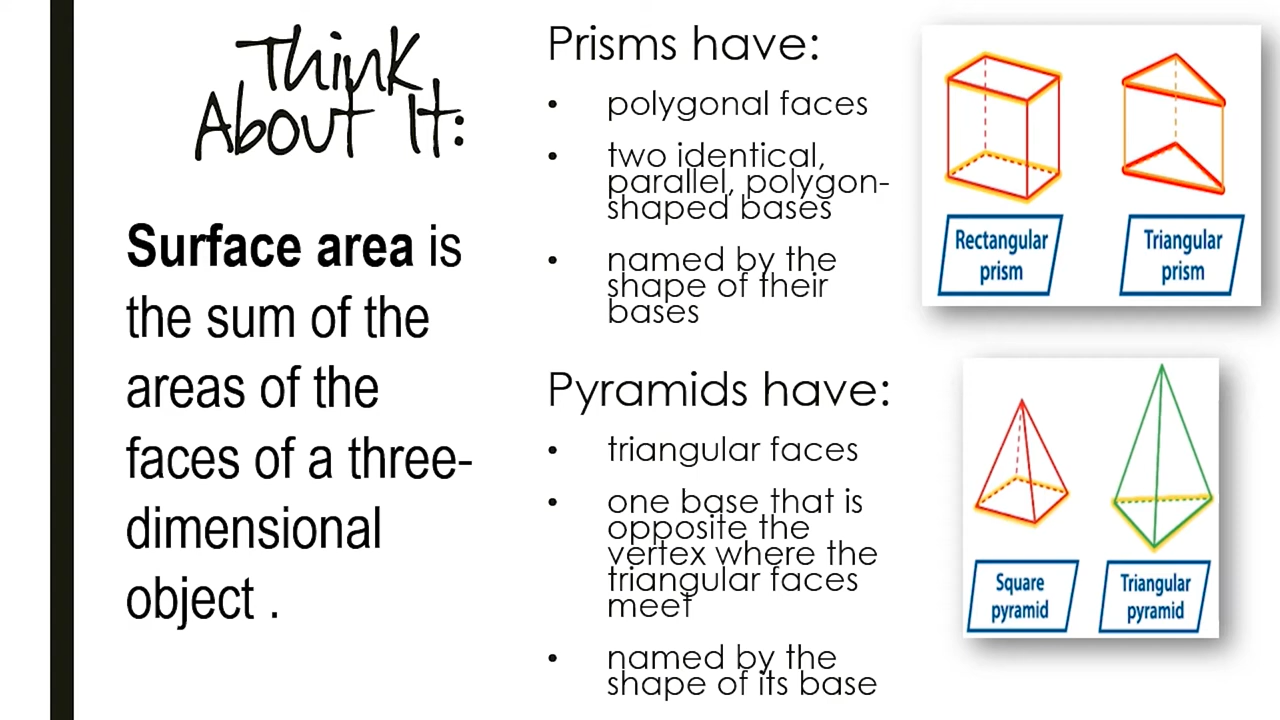 Think
About It:
Surface area is
the sum of the
areas of the
faces of a three-
dimensional
object .
Prisms have:
• polygonal faces
• two identical,
parallel, polygon-
shaped bases
• named by the
shape of their
bases
Rectangular
prism
Triangular
prism
Pyramids have:
• triangular faces
• one base that is
opposite the
vertex where the
triangular faces
meet
• named by the
shape of its base
Square
pyramid
Triangular
pyramid